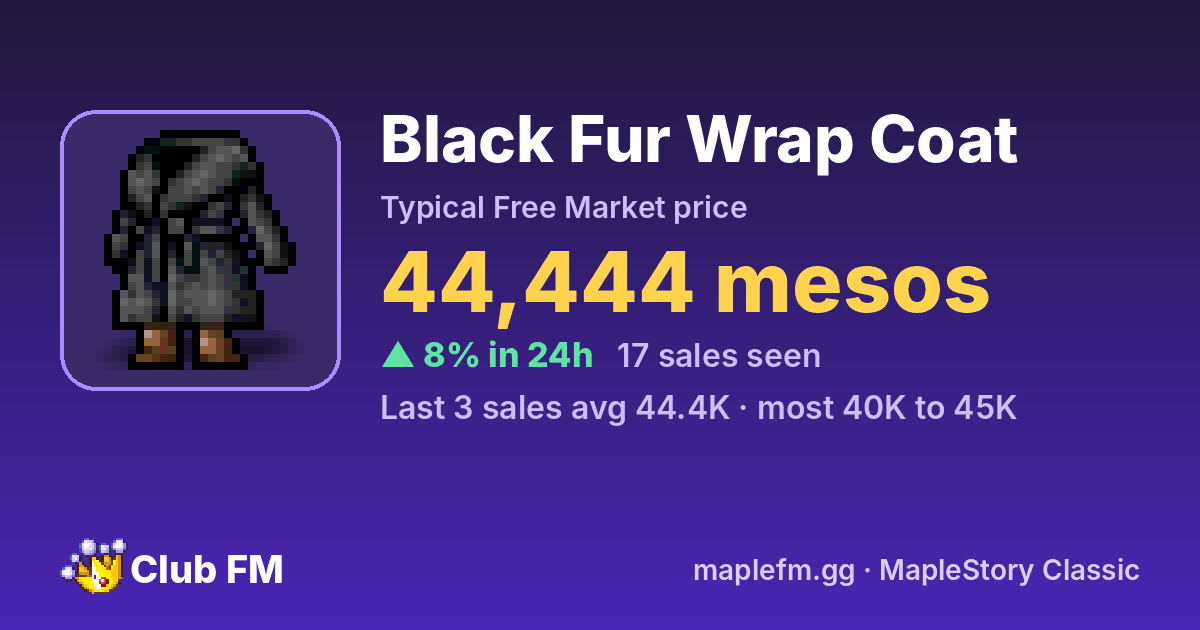 Black Fur Wrap Coat
Typical Free Market price
44,444 mesos
▲ 8% in 24h 17 sales seen
Last 3 sales avg 44.4K · most 40K to 45K
Club FM
maplefm.gg · MapleStory Classic